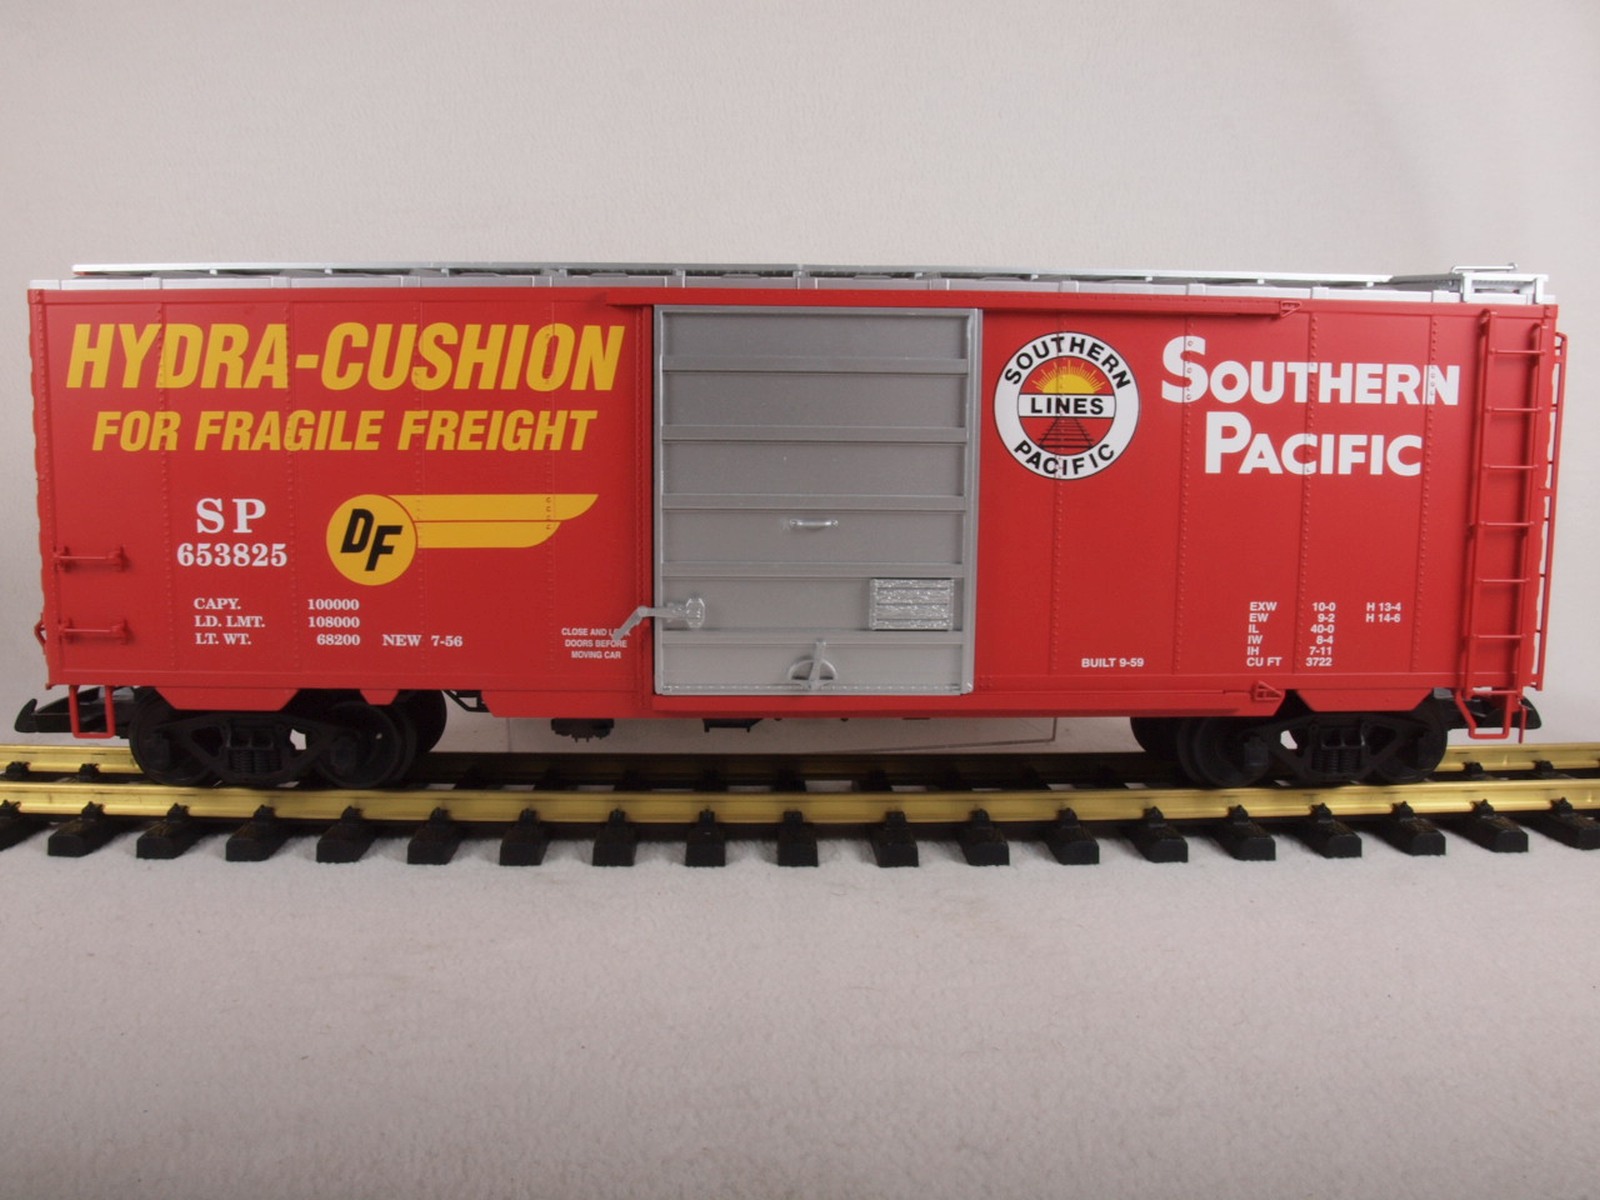 HYDRA-CUSHION
FOR FRAGILE FREIGHT
SP
653825
DF
CAPY. 100000
LD. LMT. 108000
LT. WT. 68200 NEW 7-56
CLOSE AND LOCK
DOORS BEFORE
MOVING CAR
SOUTHERN
LINES
PACIFIC
SOUTHERN
PACIFIC
BUILT 9-59
EXW 10-0 H 13-4
EW 9-2 H 14-6
IL 40-0
IW 8-4
IH 7-11
CU FT 3722